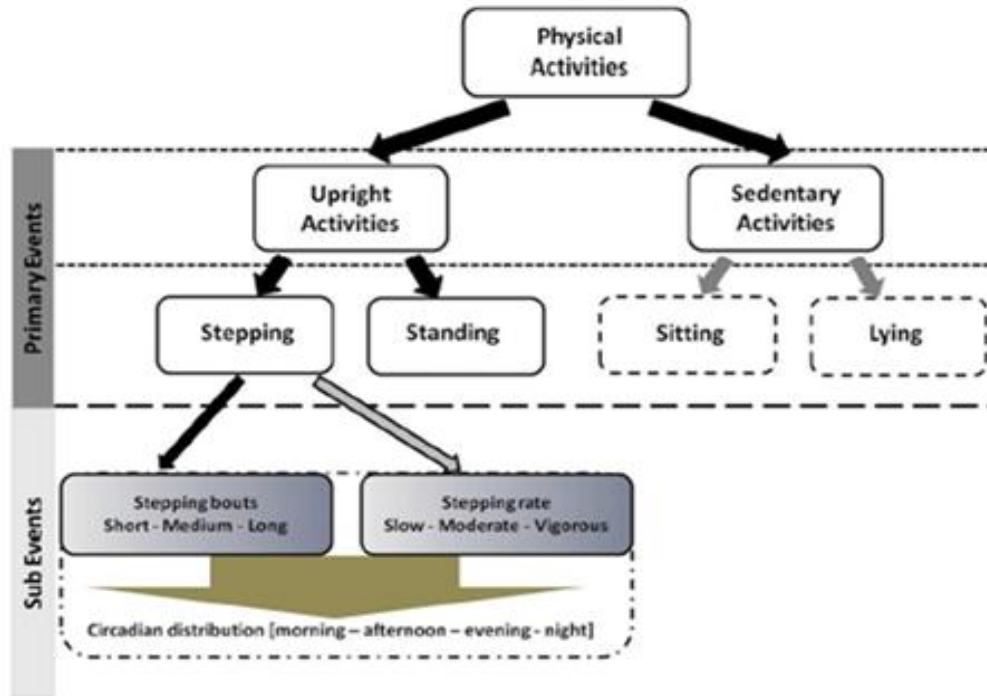 Physical
Activities
Primary Events
Upright
Activities
Sedentary
Activities
Stepping
Standing
Sitting
Lying
Sub Events
Stepping bouts
Short - Medium - Long
Stepping rate
Slow - Moderate - Vigorous
Circadian distribution [morning – afternoon – evening - night]